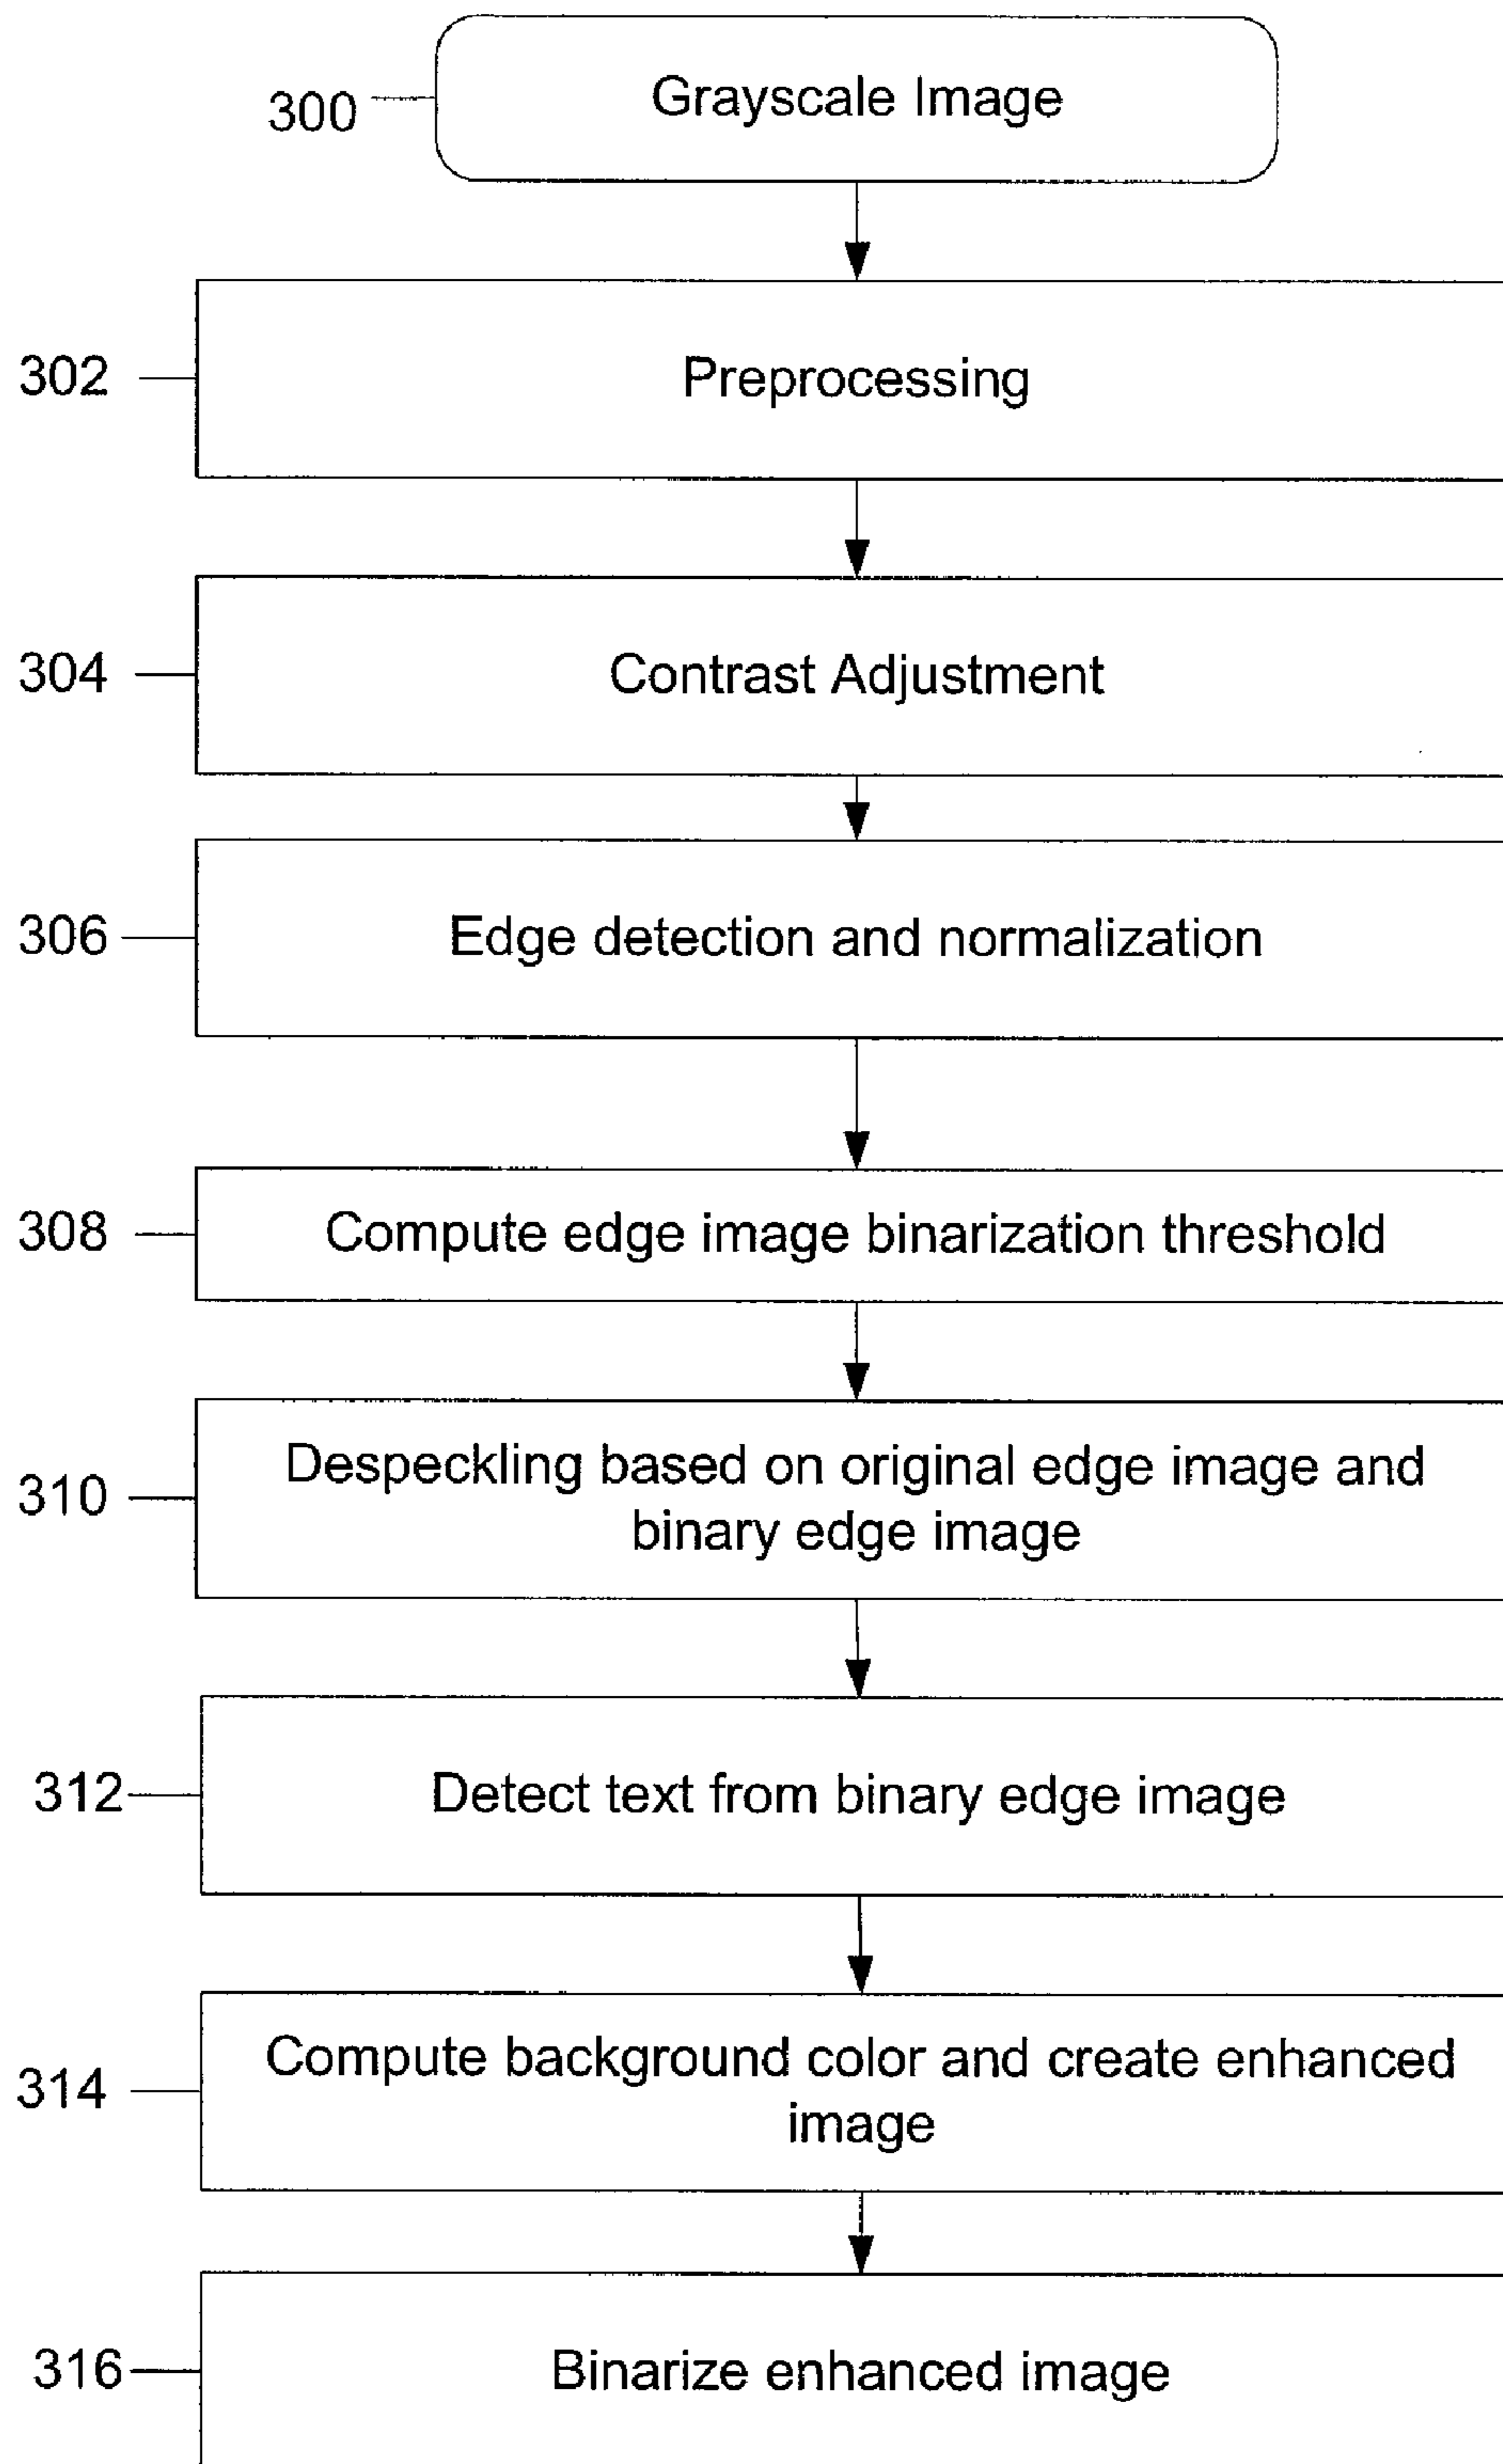 300
Grayscale Image
302
Preprocessing
304
Contrast Adjustment
306
Edge detection and normalization
308
Compute edge image binarization threshold
310
Despeckling based on original edge image and
binary edge image
312
Detect text from binary edge image
314
Compute background color and create enhanced
image
316
Binarize enhanced image